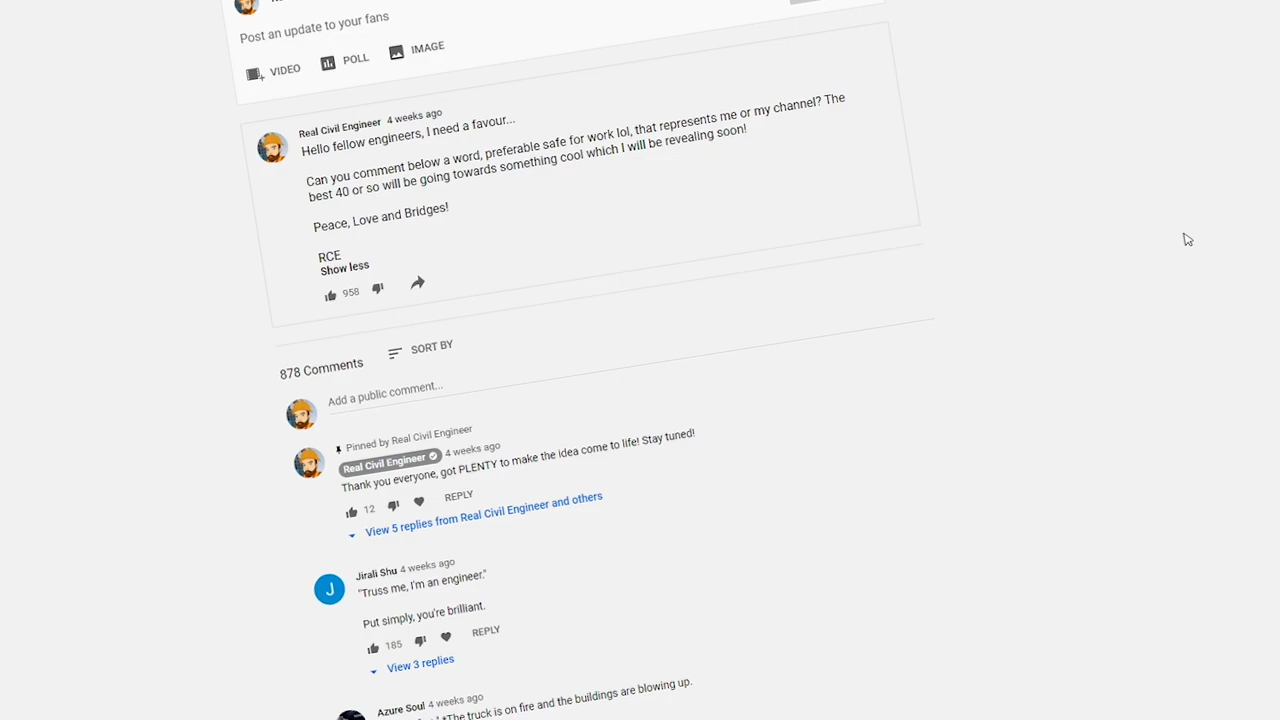 Post an update to your fans
VIDEO POLL IMAGE
Real Civil Engineer 4 weeks ago
Hello fellow engineers, I need a favour...
Can you comment below a word, preferable safe for work lol, that represents me or my channel? The
best 40 or so will be going towards something cool which I will be revealing soon!
Peace, Love and Bridges!
RCE
Show less
958
878 Comments SORT BY
Add a public comment...
Pinned by Real Civil Engineer
Real Civil Engineer 4 weeks ago
Thank you everyone, got PLENTY to make the idea come to life! Stay tuned!
12 REPLY
View 5 replies from Real Civil Engineer and others
J
Jirali Shu 4 weeks ago
"Truss me, I'm an engineer."
Put simply, you're brilliant.
185 REPLY
View 3 replies
Azure Soul 4 weeks ago
*The truck is on fire and the buildings are blowing up.